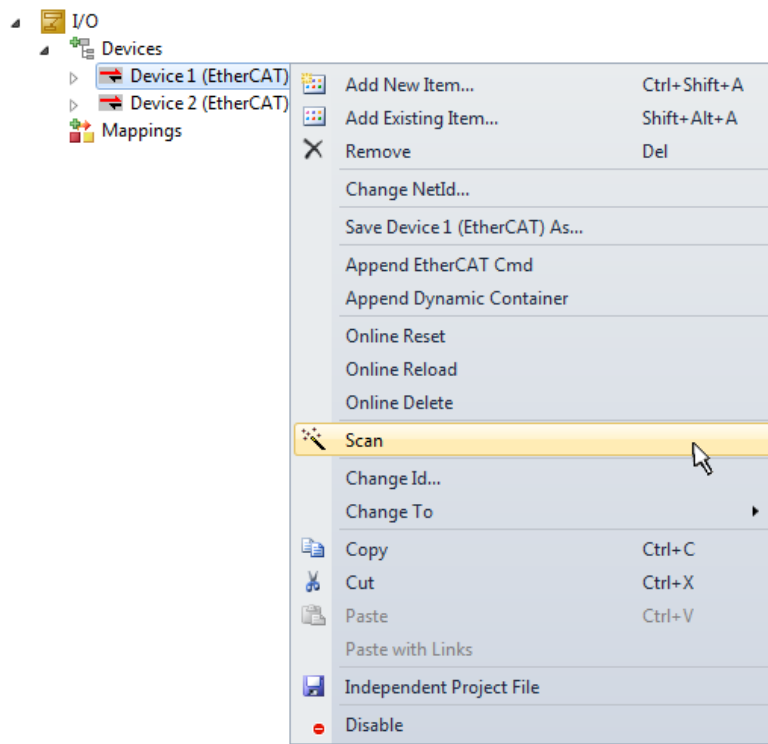 I/O
Devices
Device 1 (EtherCAT)
Device 2 (EtherCAT)
Mappings
Add New Item... Ctrl+Shift+A
Add Existing Item... Shift+Alt+A
Remove Del
Change NetId...
Save Device 1 (EtherCAT) As...
Append EtherCAT Cmd
Append Dynamic Container
Online Reset
Online Reload
Online Delete
Scan
Change Id...
Change To
Copy Ctrl+C
Cut Ctrl+X
Paste Ctrl+V
Paste with Links
Independent Project File
Disable